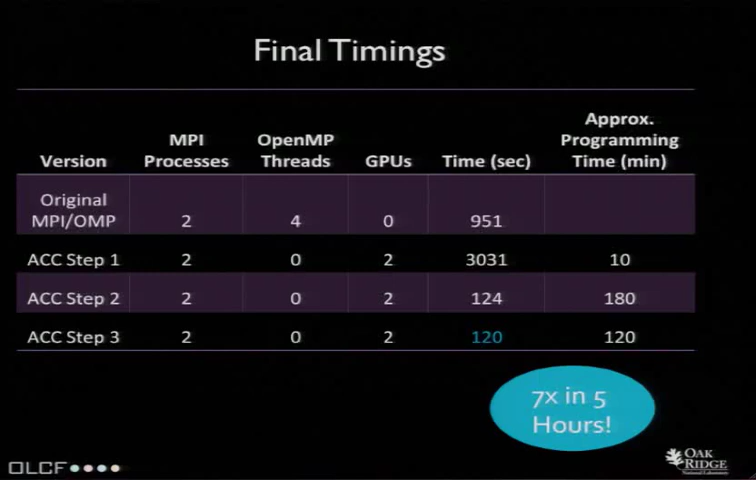 Final Timings
Approx.
MPI OpenMP Programming
Version Processes Threads GPUs Time (sec) Time (min)
Original
MPI/OMP 2 4 0 951
ACC Step 1 2 0 2 3031 10
ACC Step 2 2 0 2 124 180
ACC Step 3 2 0 2 120 120
7x in 5
Hours!
OLCF
OAK
RIDGE
National Laboratory